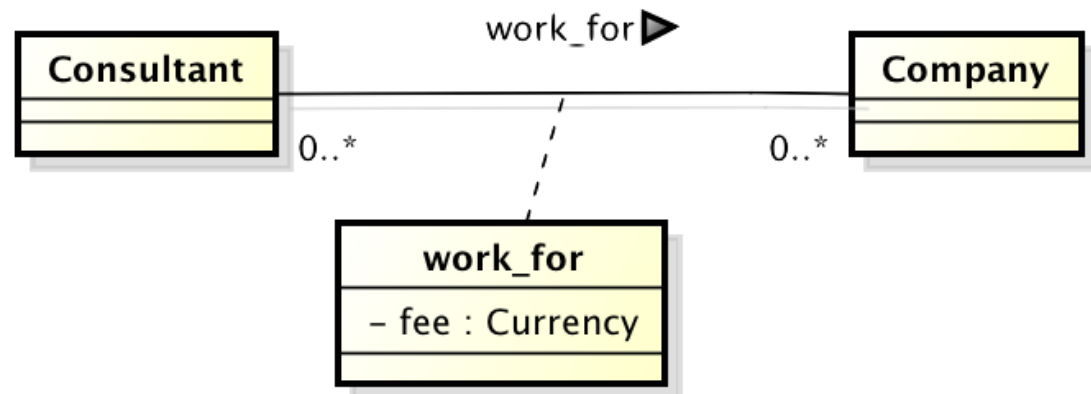 work_for
Consultant
Company
0..*
0..*
work_for
- fee : Currency